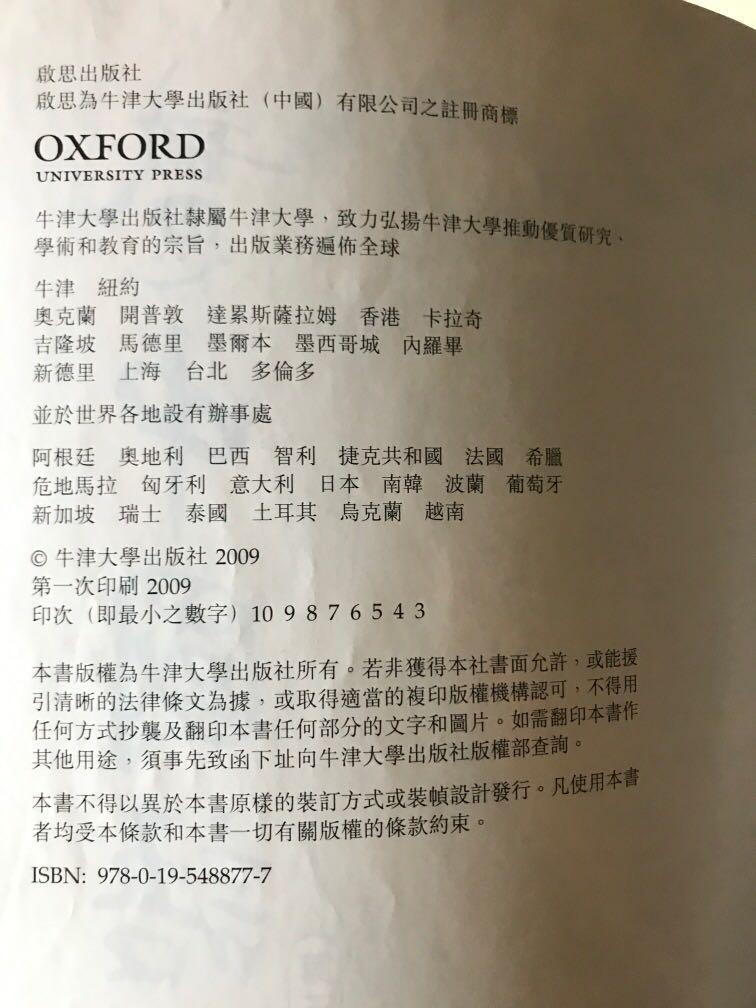 啟思出版社
啟思為牛津大學出版社（中國）有限公司之註冊商標
OXFORD
UNIVERSITY PRESS
牛津大學出版社隸屬牛津大學，致力弘揚牛津大學推動優質研究、
學術和教育的宗旨，出版業務遍佈全球
牛津 紐約
奧克蘭 開普敦 達累斯薩拉姆 香港 卡拉奇
吉隆坡 馬德里 墨爾本 墨西哥城 內羅畢
新德里 上海 台北 多倫多
並於世界各地設有辦事處
阿根廷 奧地利 巴西 智利 捷克共和國 法國 希臘
危地馬拉 匈牙利 意大利 日本 南韓 波蘭 葡萄牙
新加坡 瑞士 泰國 土耳其 烏克蘭 越南
© 牛津大學出版社 2009
第一次印刷 2009
印次（即最小之數字）10 9 8 7 6 5 4 3
本書版權為牛津大學出版社所有。若非獲得本社書面允許，或能援
引清晰的法律條文為據，或取得適當的複印版權機構認可，不得用
任何方式抄襲及翻印本書任何部分的文字和圖片。如需翻印本書作
其他用途，須事先致函下址向牛津大學出版社版權部查詢。
本書不得以異於本書原樣的裝訂方式或裝幀設計發行。凡使用本書
者均受本條款和本書一切有關版權的條款約束。
ISBN: 978-0-19-548877-7